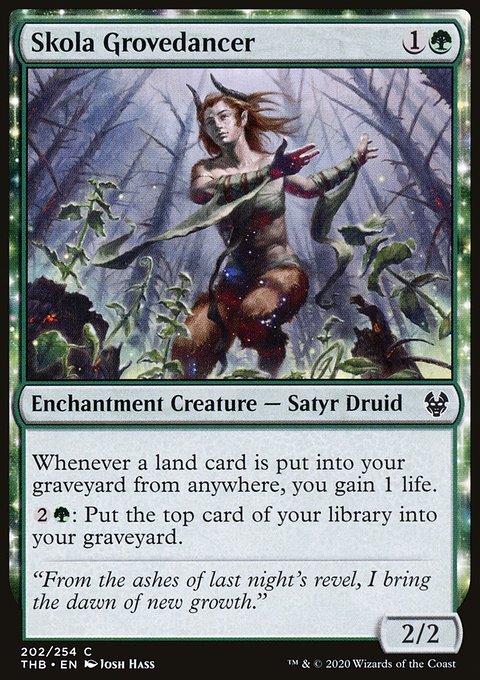 Skola Grovedancer 1
Enchantment Creature — Satyr Druid
Whenever a land card is put into your
graveyard from anywhere, you gain 1 life.
2: Put the top card of your library into
your graveyard.
“From the ashes of last night’s revel, I bring
the dawn of new growth.”
2/2
202/254 C
THB • EN Josh Hass
™ & © 2020 Wizards of the Coast